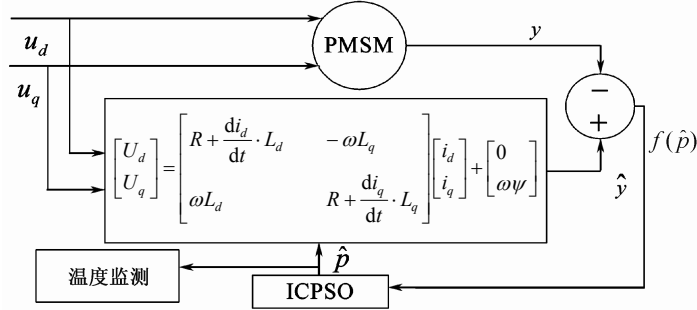 u_d
PMSM
y
u_q
−
+
f(p̂)
[U_d U_q] = [R + di_d/dt · L_d −ωL_q ωL_d R + di_q/dt · L_q] [i_d i_q] + [0 ωψ]
ŷ
p̂
温度监测
ICPSO